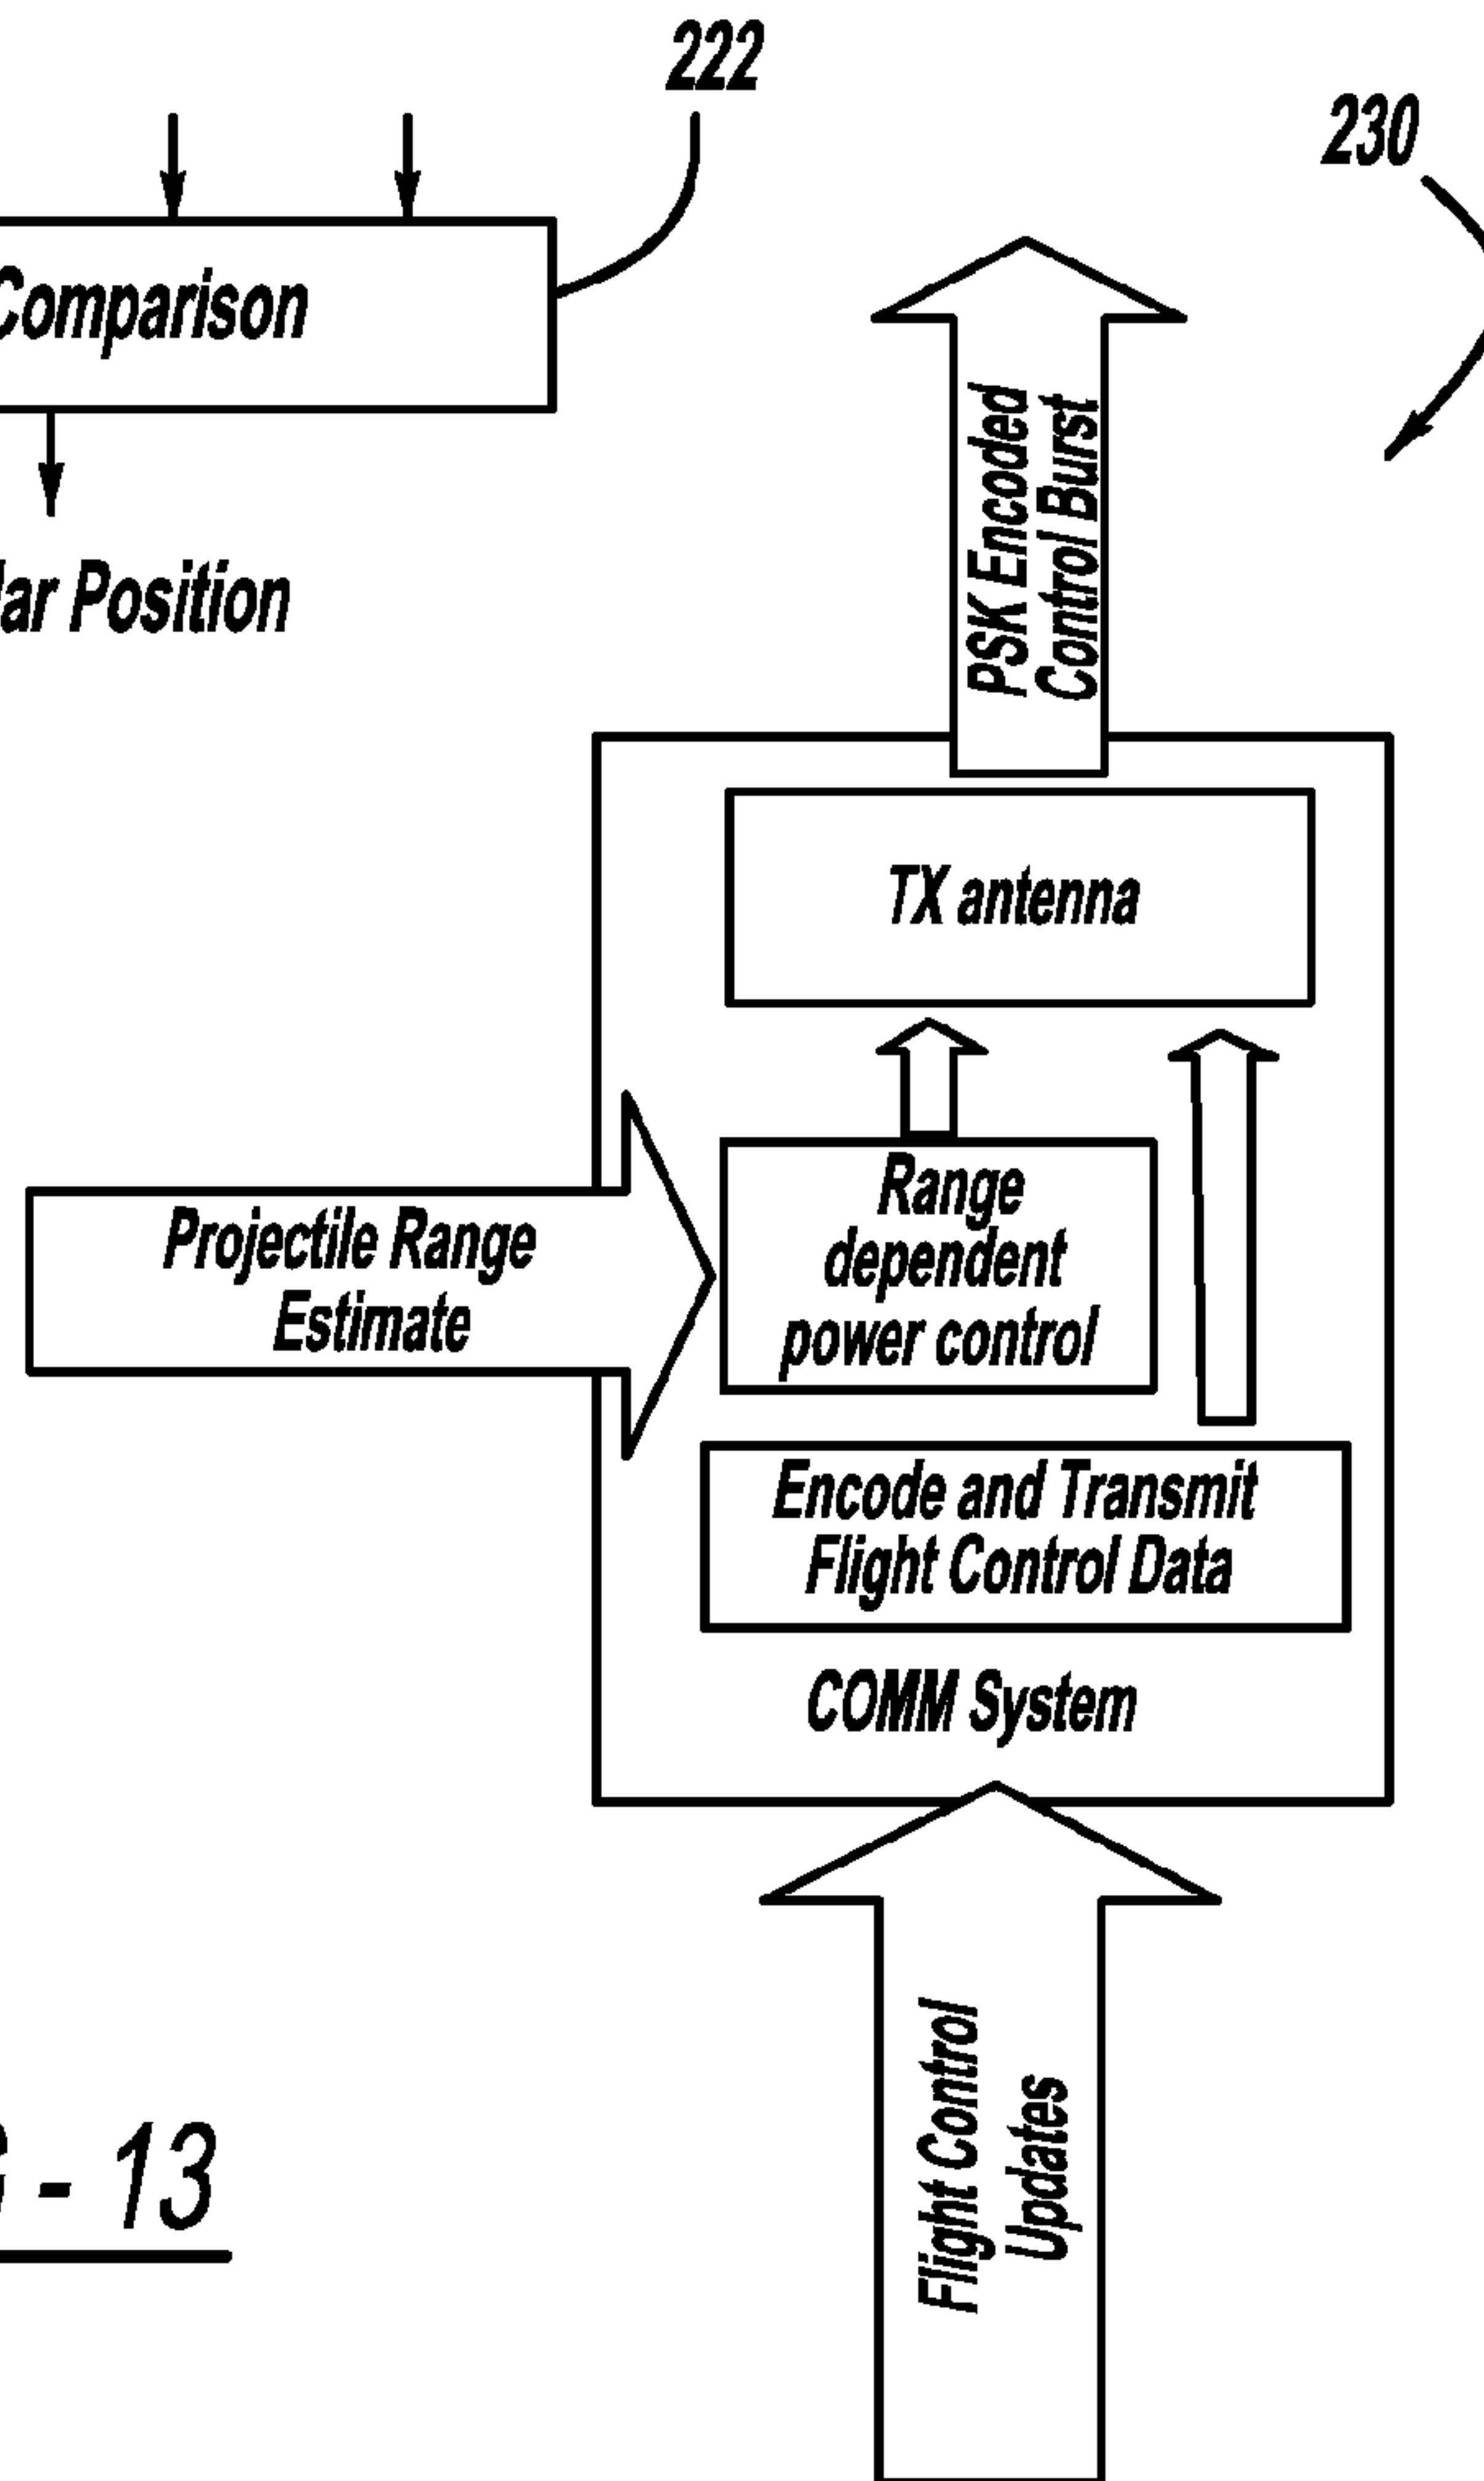 222
230
Comparison
PSK Encoded
Control Burst
Position
TX antenna
Projectile Range
Estimate
Range
dependent
power control
Encode and Transmit
Flight Control Data
COMM System
Flight Control
Updates
- 13